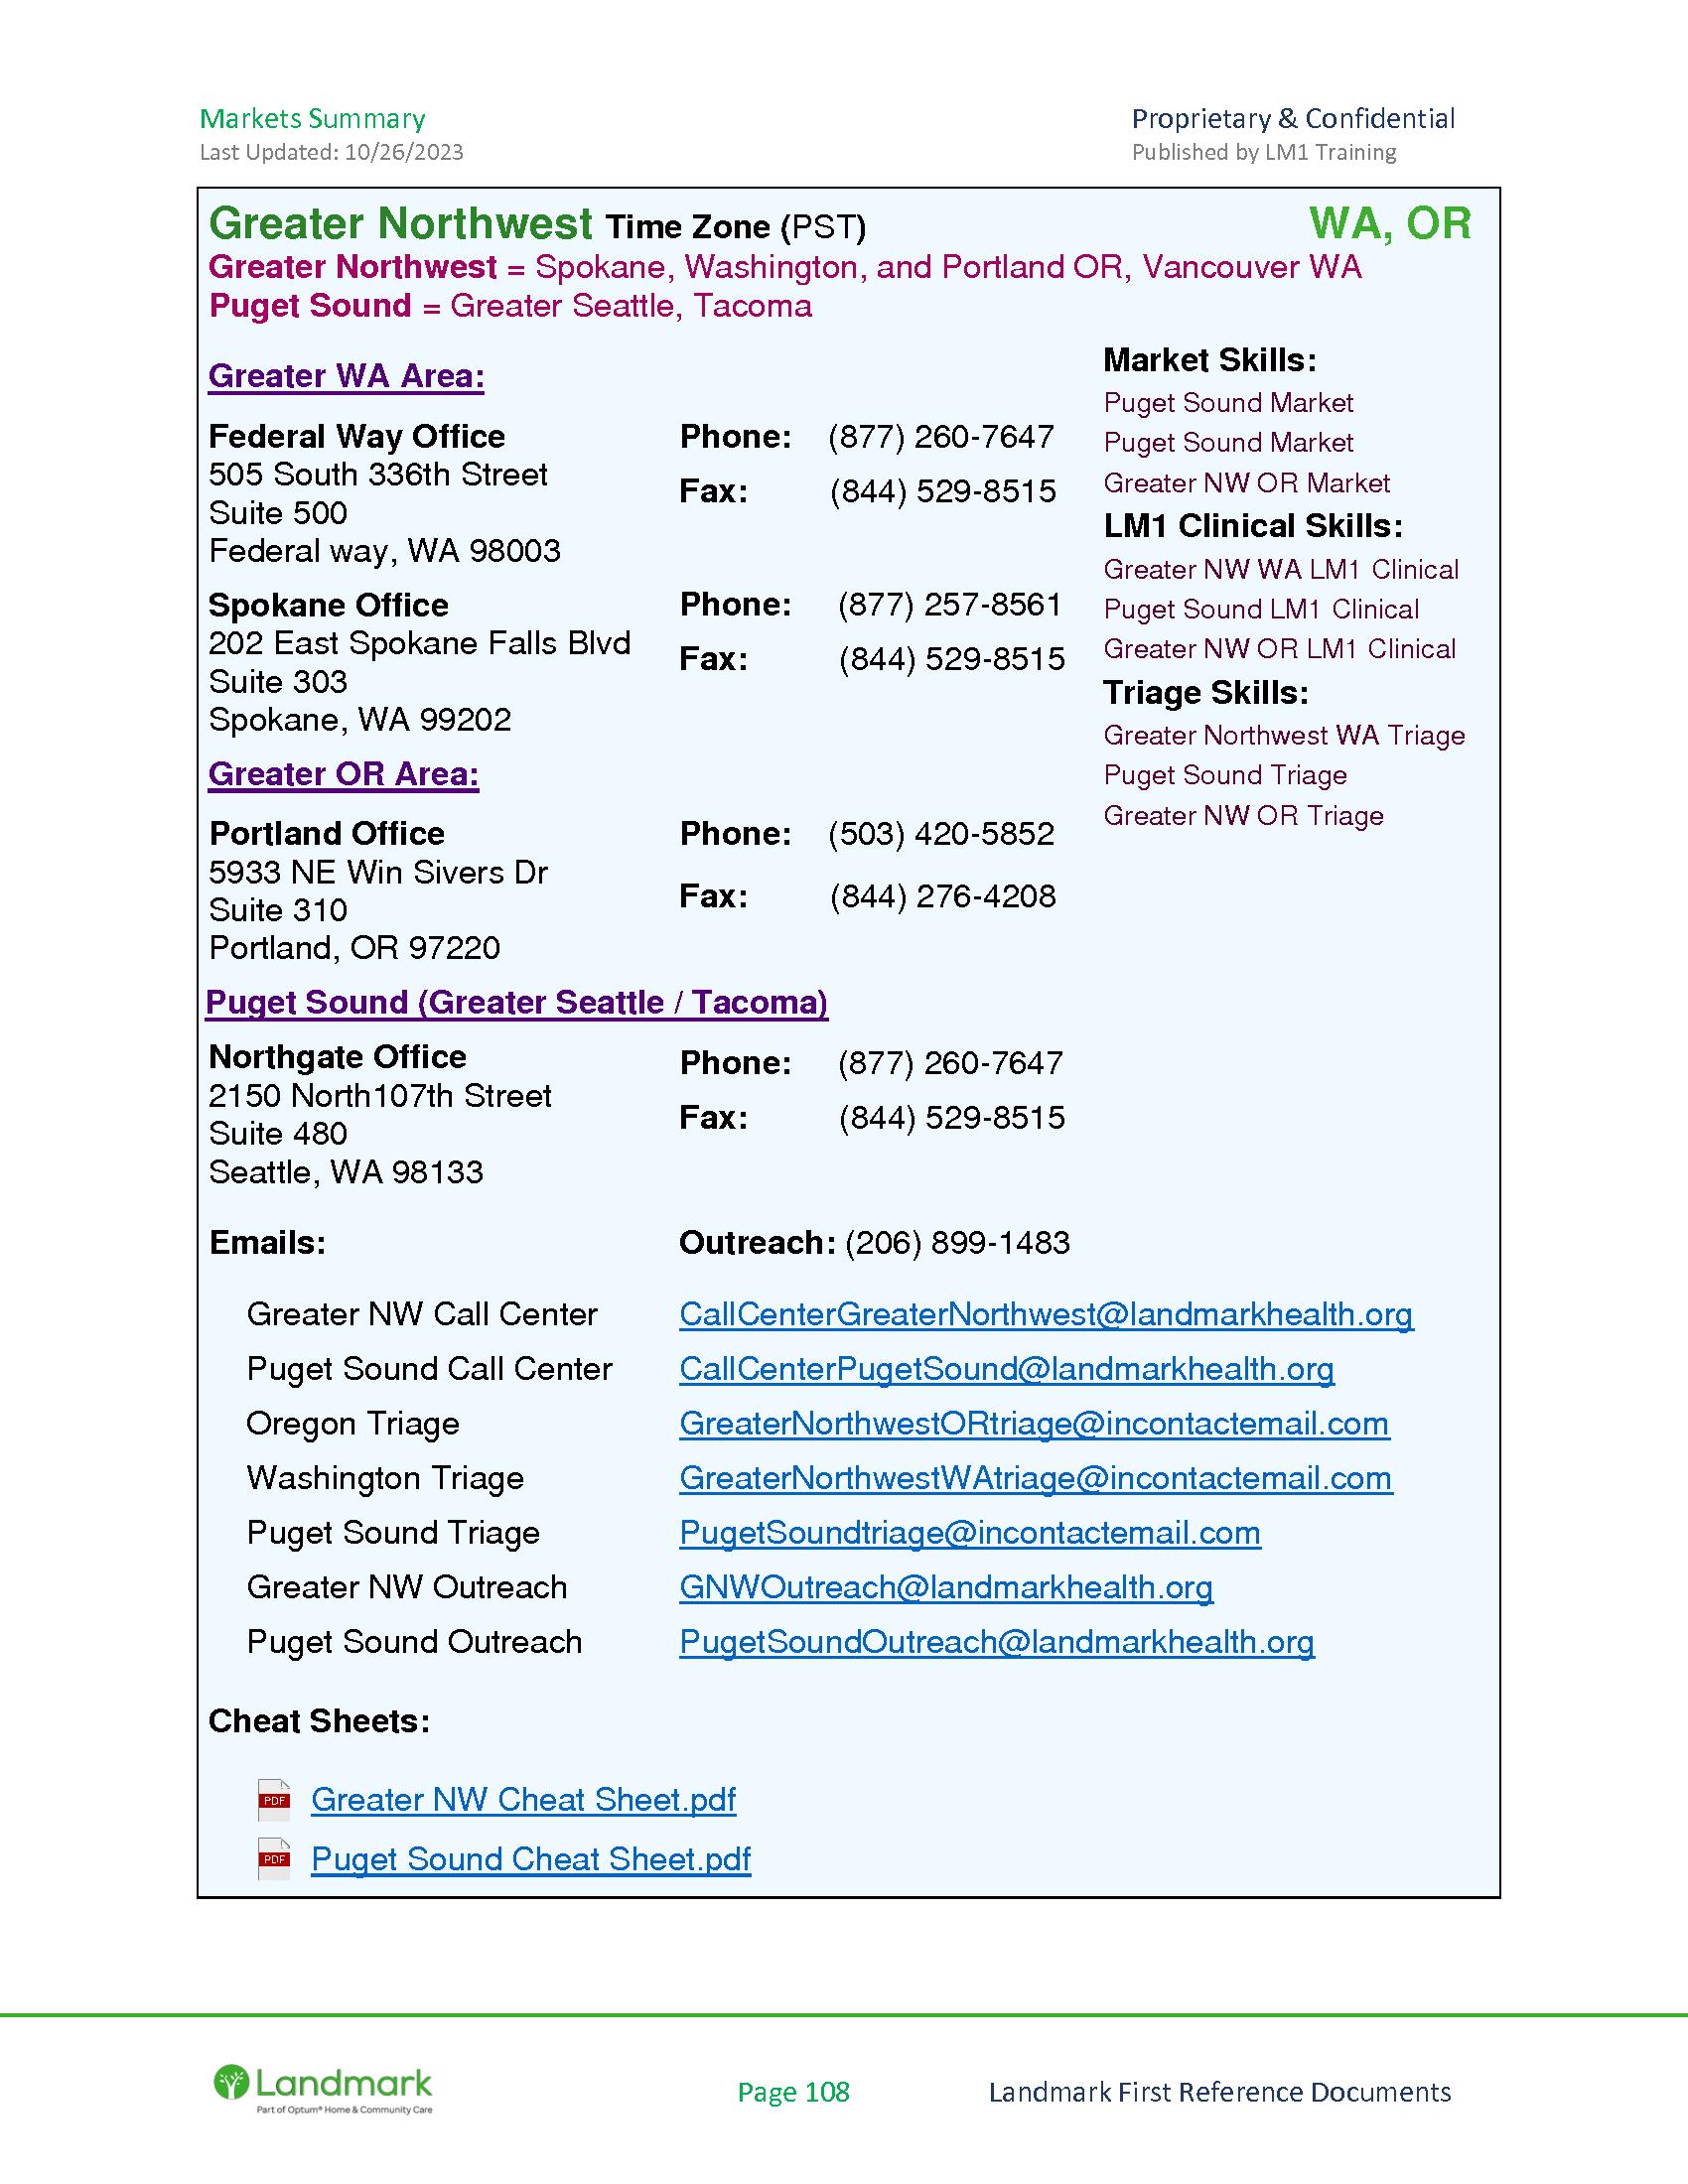 Markets Summary
Last Updated: 10/26/2023
Proprietary & Confidential
Published by LM1 Training
Greater Northwest Time Zone (PST)
WA, OR
Greater Northwest = Spokane, Washington, and Portland OR, Vancouver WA
Puget Sound = Greater Seattle, Tacoma
Greater WA Area:
Federal Way Office
505 South 336th Street
Suite 500
Federal way, WA 98003
Phone: (877) 260-7647
Fax: (844) 529-8515
Spokane Office
202 East Spokane Falls Blvd
Suite 303
Spokane, WA 99202
Phone: (877) 257-8561
Fax: (844) 529-8515
Greater OR Area:
Portland Office
5933 NE Win Sivers Dr
Suite 310
Portland, OR 97220
Phone: (503) 420-5852
Fax: (844) 276-4208
Market Skills:
Puget Sound Market
Puget Sound Market
Greater NW OR Market
LM1 Clinical Skills:
Greater NW WA LM1 Clinical
Puget Sound LM1 Clinical
Greater NW OR LM1 Clinical
Triage Skills:
Greater Northwest WA Triage
Puget Sound Triage
Greater NW OR Triage
Puget Sound (Greater Seattle / Tacoma)
Northgate Office
2150 North107th Street
Suite 480
Seattle, WA 98133
Phone: (877) 260-7647
Fax: (844) 529-8515
Emails:
Outreach: (206) 899-1483
Greater NW Call Center CallCenterGreaterNorthwest@landmarkhealth.org
Puget Sound Call Center CallCenterPugetSound@landmarkhealth.org
Oregon Triage GreaterNorthwestORtriage@incontactemail.com
Washington Triage GreaterNorthwestWAtriage@incontactemail.com
Puget Sound Triage PugetSoundtriage@incontactemail.com
Greater NW Outreach GNWOutreach@landmarkhealth.org
Puget Sound Outreach PugetSoundOutreach@landmarkhealth.org
Cheat Sheets:
PDF Greater NW Cheat Sheet.pdf
PDF Puget Sound Cheat Sheet.pdf
Landmark
Part of Optum® Home & Community Care
Page 108
Landmark First Reference Documents